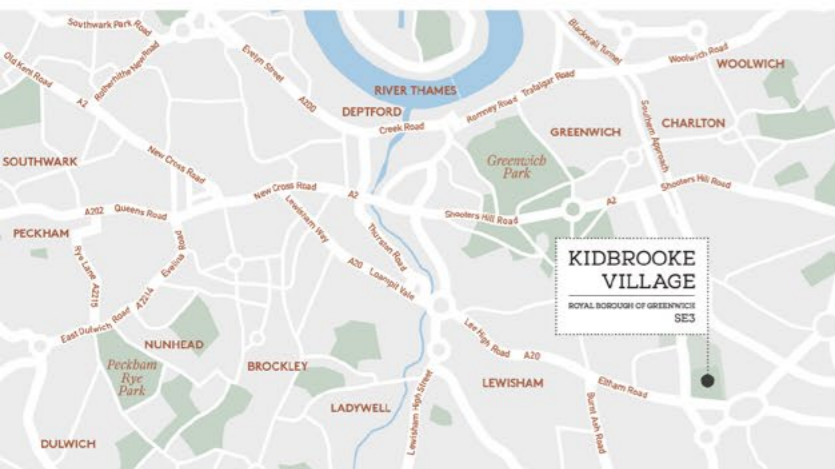 Southwark Park Road
Old Kent Road
Rotherhithe New Road
Evelyn Street
A200
Blackwall Tunnel
Woolwich Road
WOOLWICH
A2
RIVER THAMES
DEPTFORD
Creek Road
Romney Road
Trafalgar Road
Southern Approach
GREENWICH
CHARLTON
SOUTHWARK
New Cross Road
Greenwich
Park
New Cross Road
A2
Shooters Hill Road
A2
Shooters Hill Road
A202
Queens Road
PECKHAM
Rye Lane
A2215
Evelina
Road
A2214
East Dulwich Road
Lewisham Way
A20
Loampit Vale
Thurston Road
KIDBROOKE
VILLAGE
ROYAL BOROUGH OF GREENWICH
SE3
NUNHEAD
Peckham
Rye
Park
BROCKLEY
LADYWELL
Lee High Road
A20
LEWISHAM
Eltham Road
Lewisham High Street
Burnt Ash Road
DULWICH